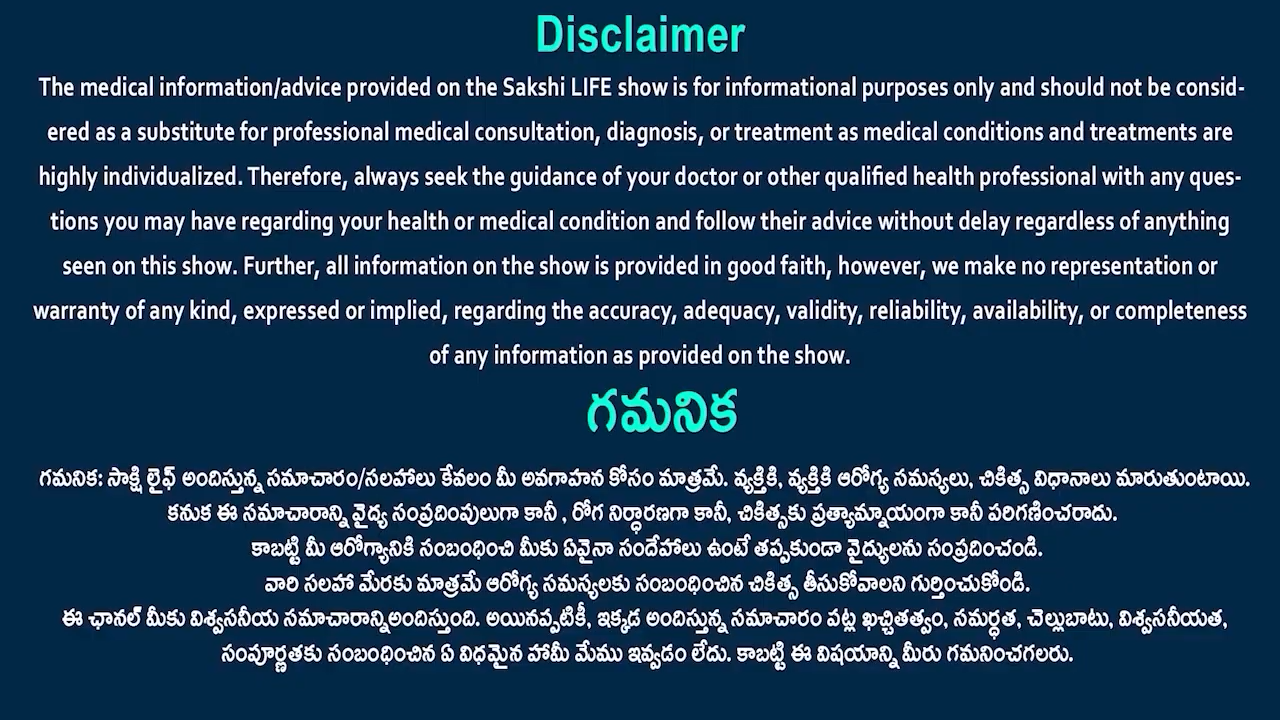 Disclaimer
The medical information/advice provided on the Sakshi LIFE show is for informational purposes only and should not be consid-
ered as a substitute for professional medical consultation, diagnosis, or treatment as medical conditions and treatments are
highly individualized. Therefore, always seek the guidance of your doctor or other qualified health professional with any ques-
tions you may have regarding your health or medical condition and follow their advice without delay regardless of anything
seen on this show. Further, all information on the show is provided in good faith, however, we make no representation or
warranty of any kind, expressed or implied, regarding the accuracy, adequacy, validity, reliability, availability, or completeness
of any information as provided on the show.
గమనిక
గమనిక: సాక్షి లైఫ్ అందిస్తున్న సమాచారం/సలహాలు కేవలం మీ అవగాహన కోసం మాత్రమే. వ్యక్తికి, వ్యక్తికి ఆరోగ్య సమస్యలు, చికిత్స విధానాలు మారుతుంటాయి.
కనుక ఈ సమాచారాన్ని వైద్య సంప్రదింపులుగా కానీ , రోగ నిర్ధారణగా కానీ, చికిత్సకు ప్రత్యామ్నాయంగా కానీ పరిగణించరాదు.
కాబట్టి మీ ఆరోగ్యానికి సంబంధించి మీకు ఏవైనా సందేహాలు ఉంటే తప్పకుండా వైద్యులను సంప్రదించండి.
వారి సలహా మేరకు మాత్రమే ఆరోగ్య సమస్యలకు సంబంధించిన చికిత్స తీసుకోవాలని గుర్తించుకోండి.
ఈ ఛానల్ మీకు విశ్వసనీయ సమాచారాన్నిఅందిస్తుంది. అయినప్పటికీ, ఇక్కడ అందిస్తున్న సమాచారం పట్ల ఖచ్చితత్వం, సమర్ధత, చెల్లుబాటు, విశ్వసనీయత,
సంపూర్ణతకు సంబంధించిన ఏ విధమైన హామీ మేము ఇవ్వడం లేదు. కాబట్టి ఈ విషయాన్ని మీరు గమనించగలరు.